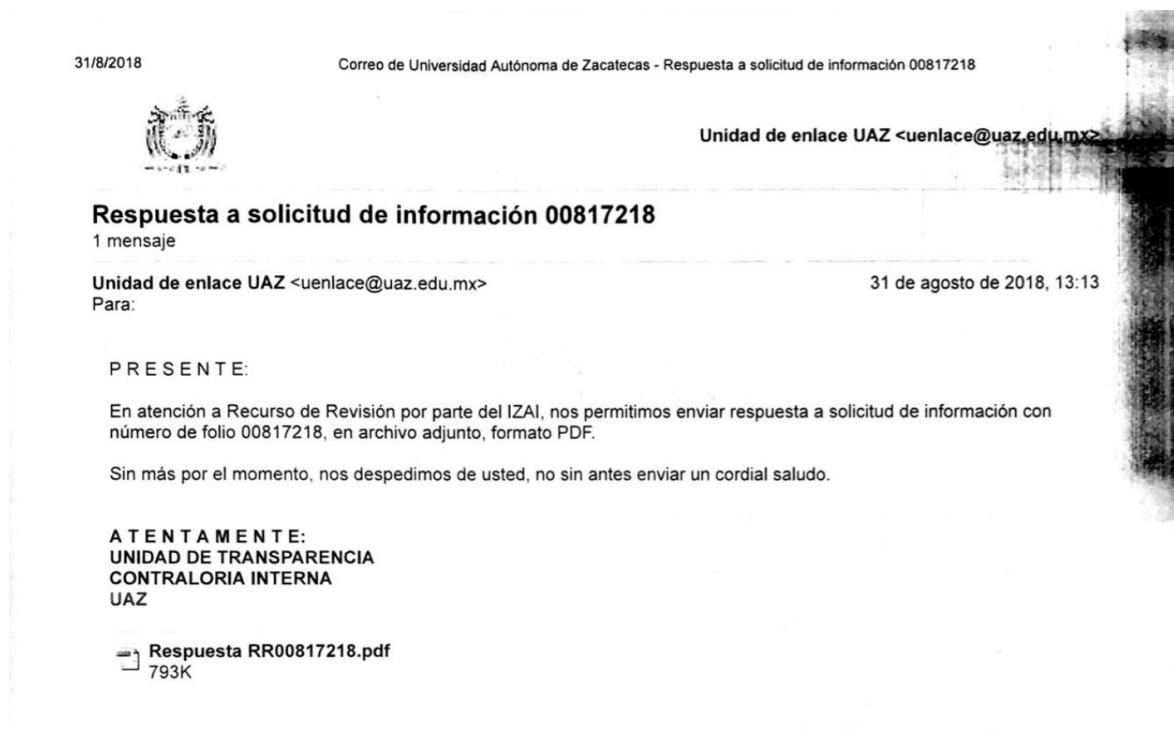 31/8/2018 Correo de Universidad Autónoma de Zacatecas - Respuesta a solicitud de información 00817218
Unidad de enlace UAZ <uenlace@uaz.edu.mx>
Respuesta a solicitud de información 00817218
1 mensaje
Unidad de enlace UAZ <uenlace@uaz.edu.mx> 31 de agosto de 2018, 13:13
Para:
P R E S E N T E:
En atención a Recurso de Revisión por parte del IZAI, nos permitimos enviar respuesta a solicitud de información con
número de folio 00817218, en archivo adjunto, formato PDF.
Sin más por el momento, nos despedimos de usted, no sin antes enviar un cordial saludo.
A T E N T A M E N T E:
UNIDAD DE TRANSPARENCIA
CONTRALORIA INTERNA
UAZ
Respuesta RR00817218.pdf
793K